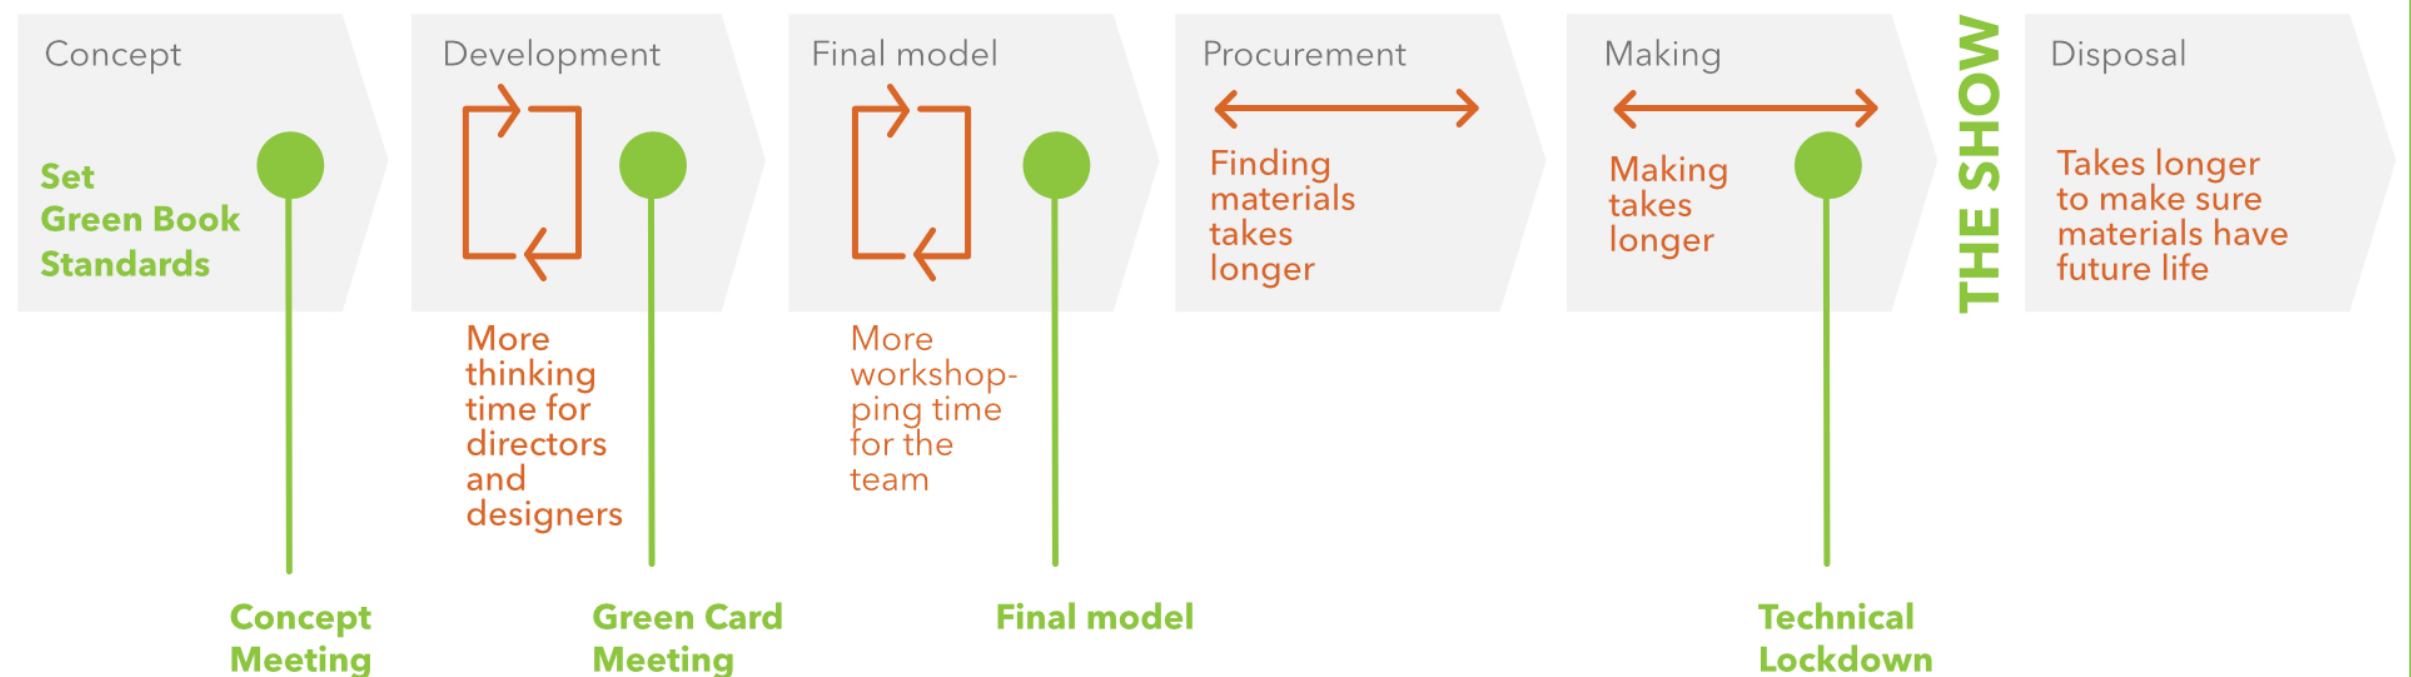 Concept
Set
Green Book
Standards
Concept
Meeting
Development
More
thinking
time for
directors
and
designers
Green Card
Meeting
Final model
More
workshop-
ping time
for the
team
Final model
Procurement
Finding
materials
takes
longer
Making
Making
takes
longer
Technical
Lockdown
THE SHOW
Disposal
Takes longer
to make sure
materials have
future life